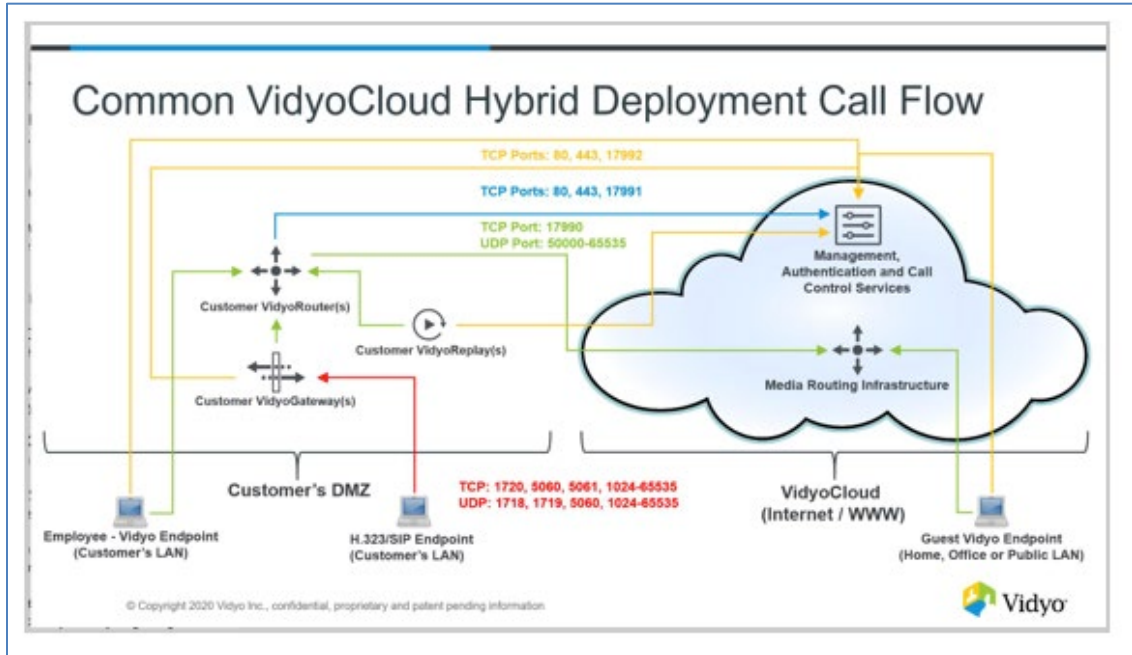 Common VidyoCloud Hybrid Deployment Call Flow
TCP Ports: 80, 443, 17992
TCP Ports: 80, 443, 17991
TCP Port: 17990
UDP Port: 50000-65535
Management,
Authentication and Call
Control Services
Customer VidyoRouter(s)
Customer VidyoReplay(s)
Media Routing Infrastructure
Customer VidyoGateway(s)
Customer's DMZ
TCP: 1720, 5060, 5061, 1024-65535
UDP: 1718, 1719, 5060, 1024-65535
VidyoCloud
(Internet / WWW)
Employee - Vidyo Endpoint
(Customer's LAN)
H.323/SIP Endpoint
(Customer's LAN)
Guest Vidyo Endpoint
(Home, Office or Public LAN)
© Copyright 2020 Vidyo Inc., confidential, proprietary and patent pending information
Vidyo